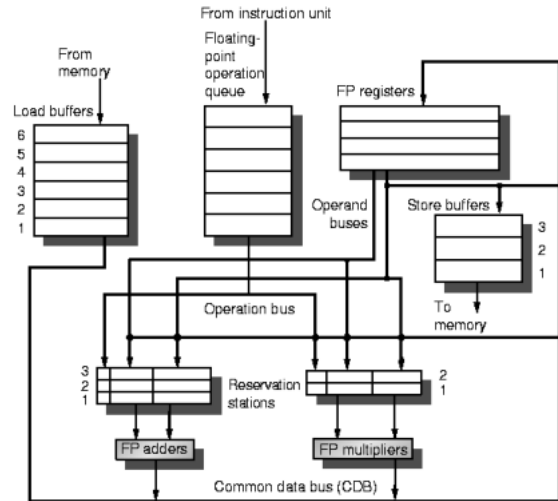 From instruction unit
From
memory
Floating-
point
operation
queue
FP registers
Load buffers
6
5
4
3
2
1
Operand
buses
Store buffers
3
2
1
To
memory
Operation bus
3
2
1
Reservation
stations
2
1
FP adders
FP multipliers
Common data bus (CDB)